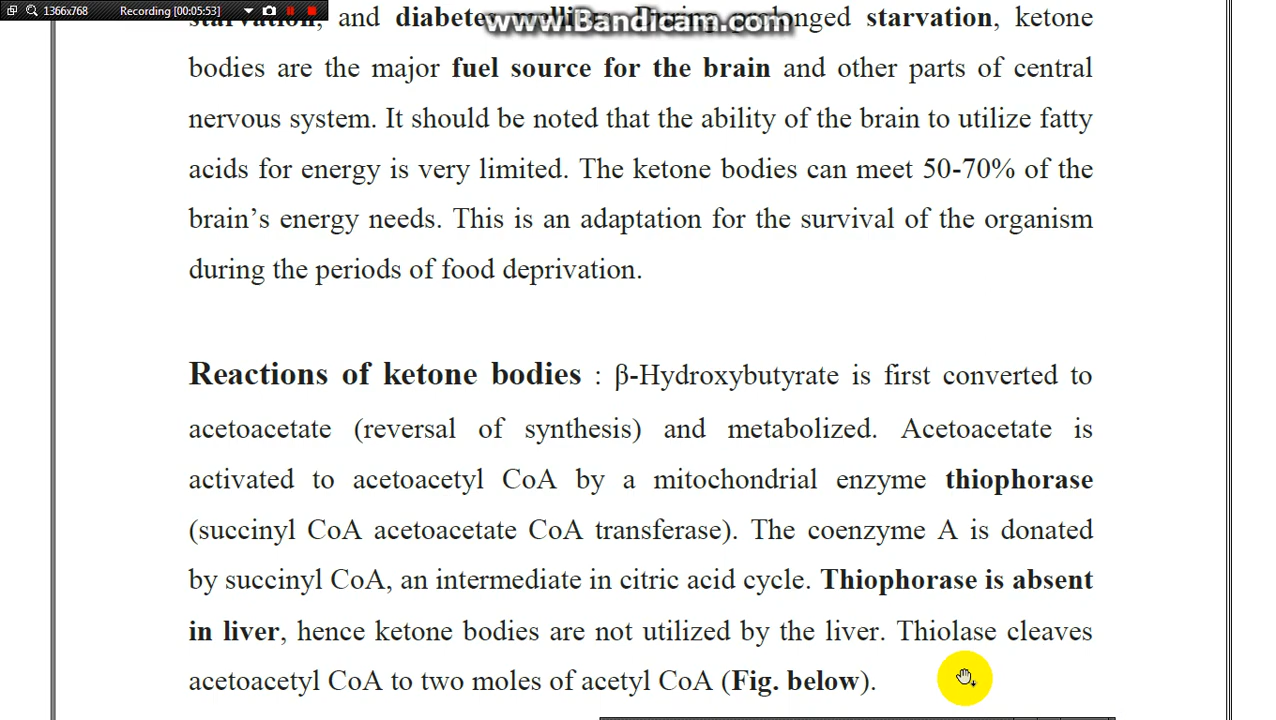 1366x768 Recording [00:05:53]
www.Bandicam.com
starvation, and diabetes mellitus. During prolonged starvation, ketone
bodies are the major fuel source for the brain and other parts of central
nervous system. It should be noted that the ability of the brain to utilize fatty
acids for energy is very limited. The ketone bodies can meet 50-70% of the
brain’s energy needs. This is an adaptation for the survival of the organism
during the periods of food deprivation.
Reactions of ketone bodies : β-Hydroxybutyrate is first converted to
acetoacetate (reversal of synthesis) and metabolized. Acetoacetate is
activated to acetoacetyl CoA by a mitochondrial enzyme thiophorase
(succinyl CoA acetoacetate CoA transferase). The coenzyme A is donated
by succinyl CoA, an intermediate in citric acid cycle. Thiophorase is absent
in liver, hence ketone bodies are not utilized by the liver. Thiolase cleaves
acetoacetyl CoA to two moles of acetyl CoA (Fig. below).